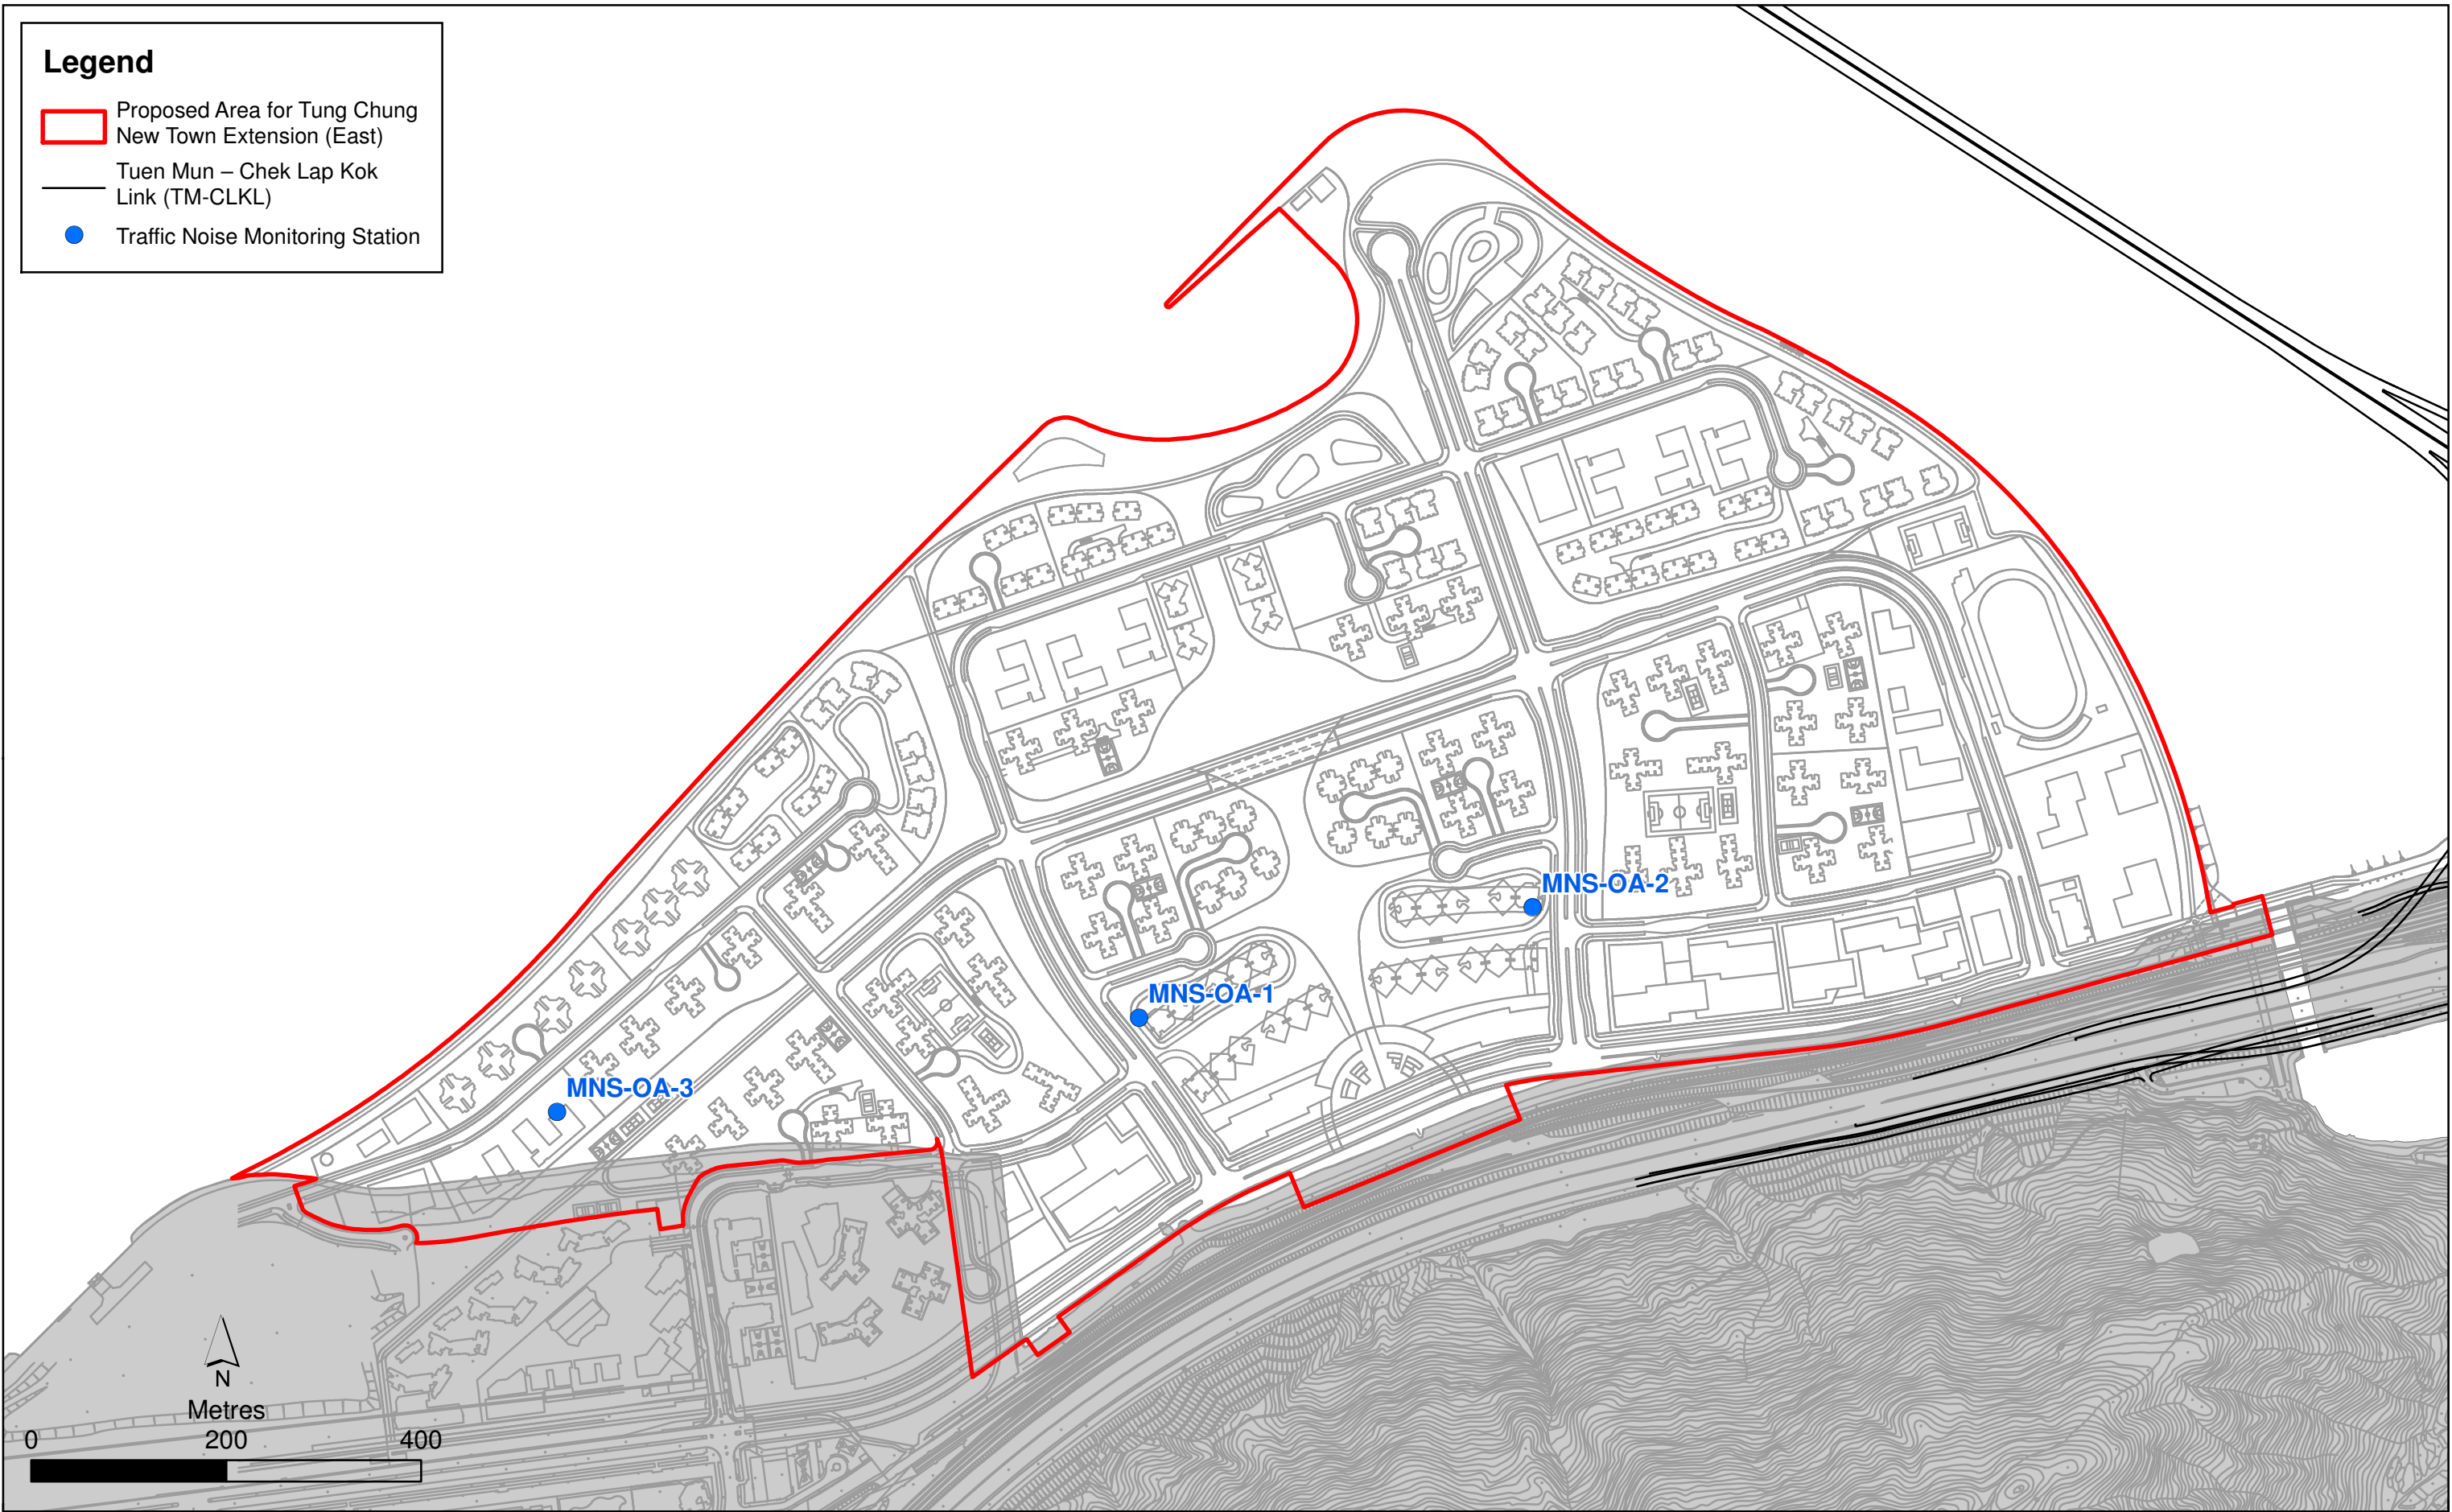 Legend
Proposed Area for Tung Chung
New Town Extension (East)
Tuen Mun – Chek Lap Kok
Link (TM-CLKL)
Traffic Noise Monitoring Station
MNS-OA-2
MNS-OA-1
MNS-OA-3
N
Metres
0 200 400